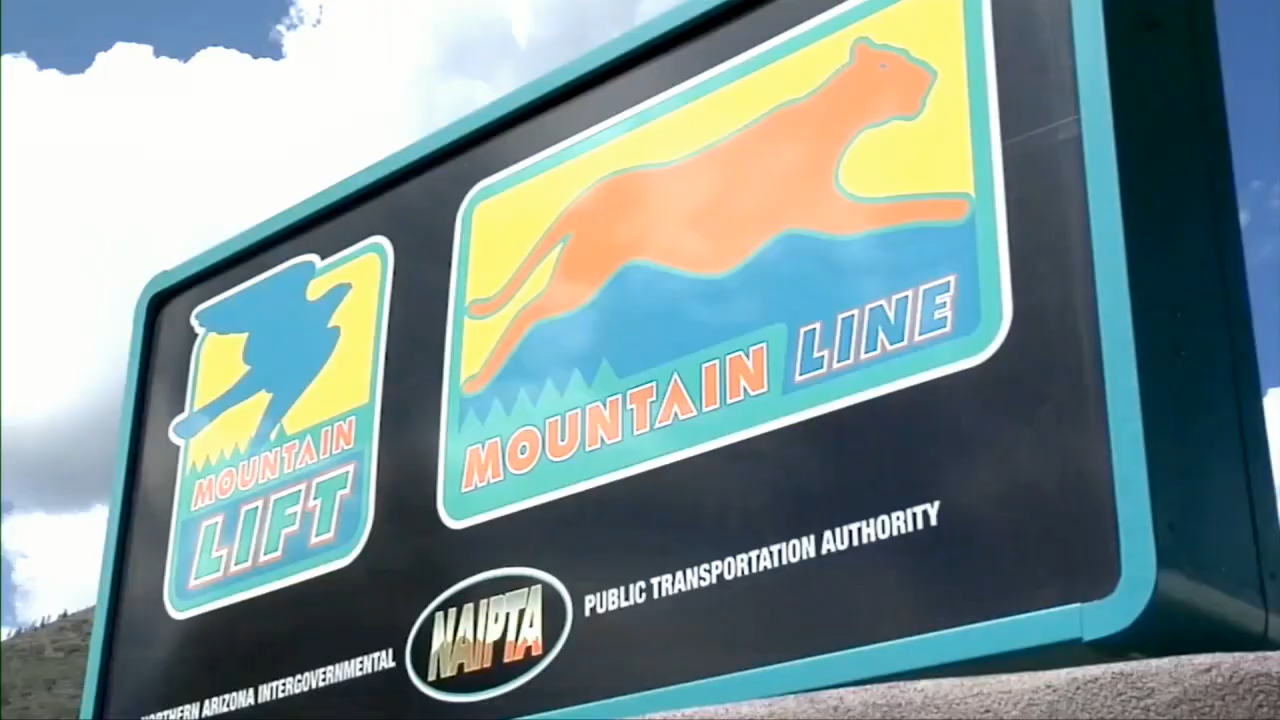 MOUNTAIN
LIFT
MOUNTAIN LINE
NORTHERN ARIZONA INTERGOVERNMENTAL
NAIPTA
PUBLIC TRANSPORTATION AUTHORITY